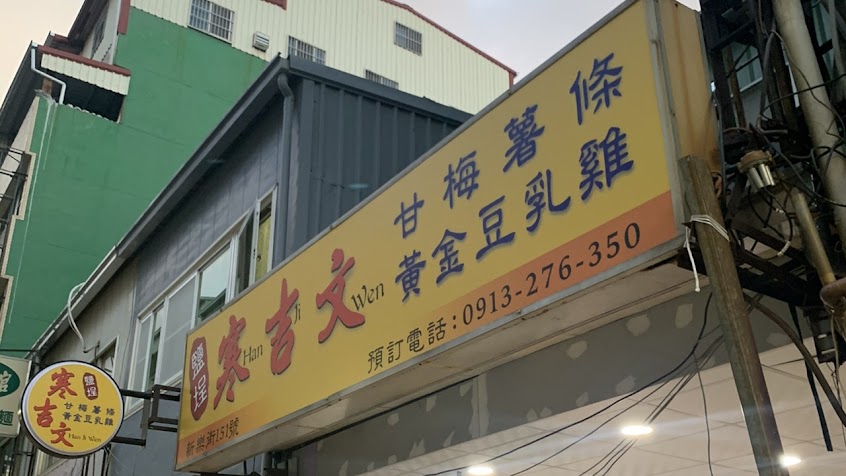 鹽埕
寒吉文
Han Ji Wen
甘梅薯條
黃金豆乳雞
預訂電話：0913-276-350
新樂街151號
鹽埕
寒吉文
甘梅薯條
黃金豆乳雞
Han Ji Wen
麵